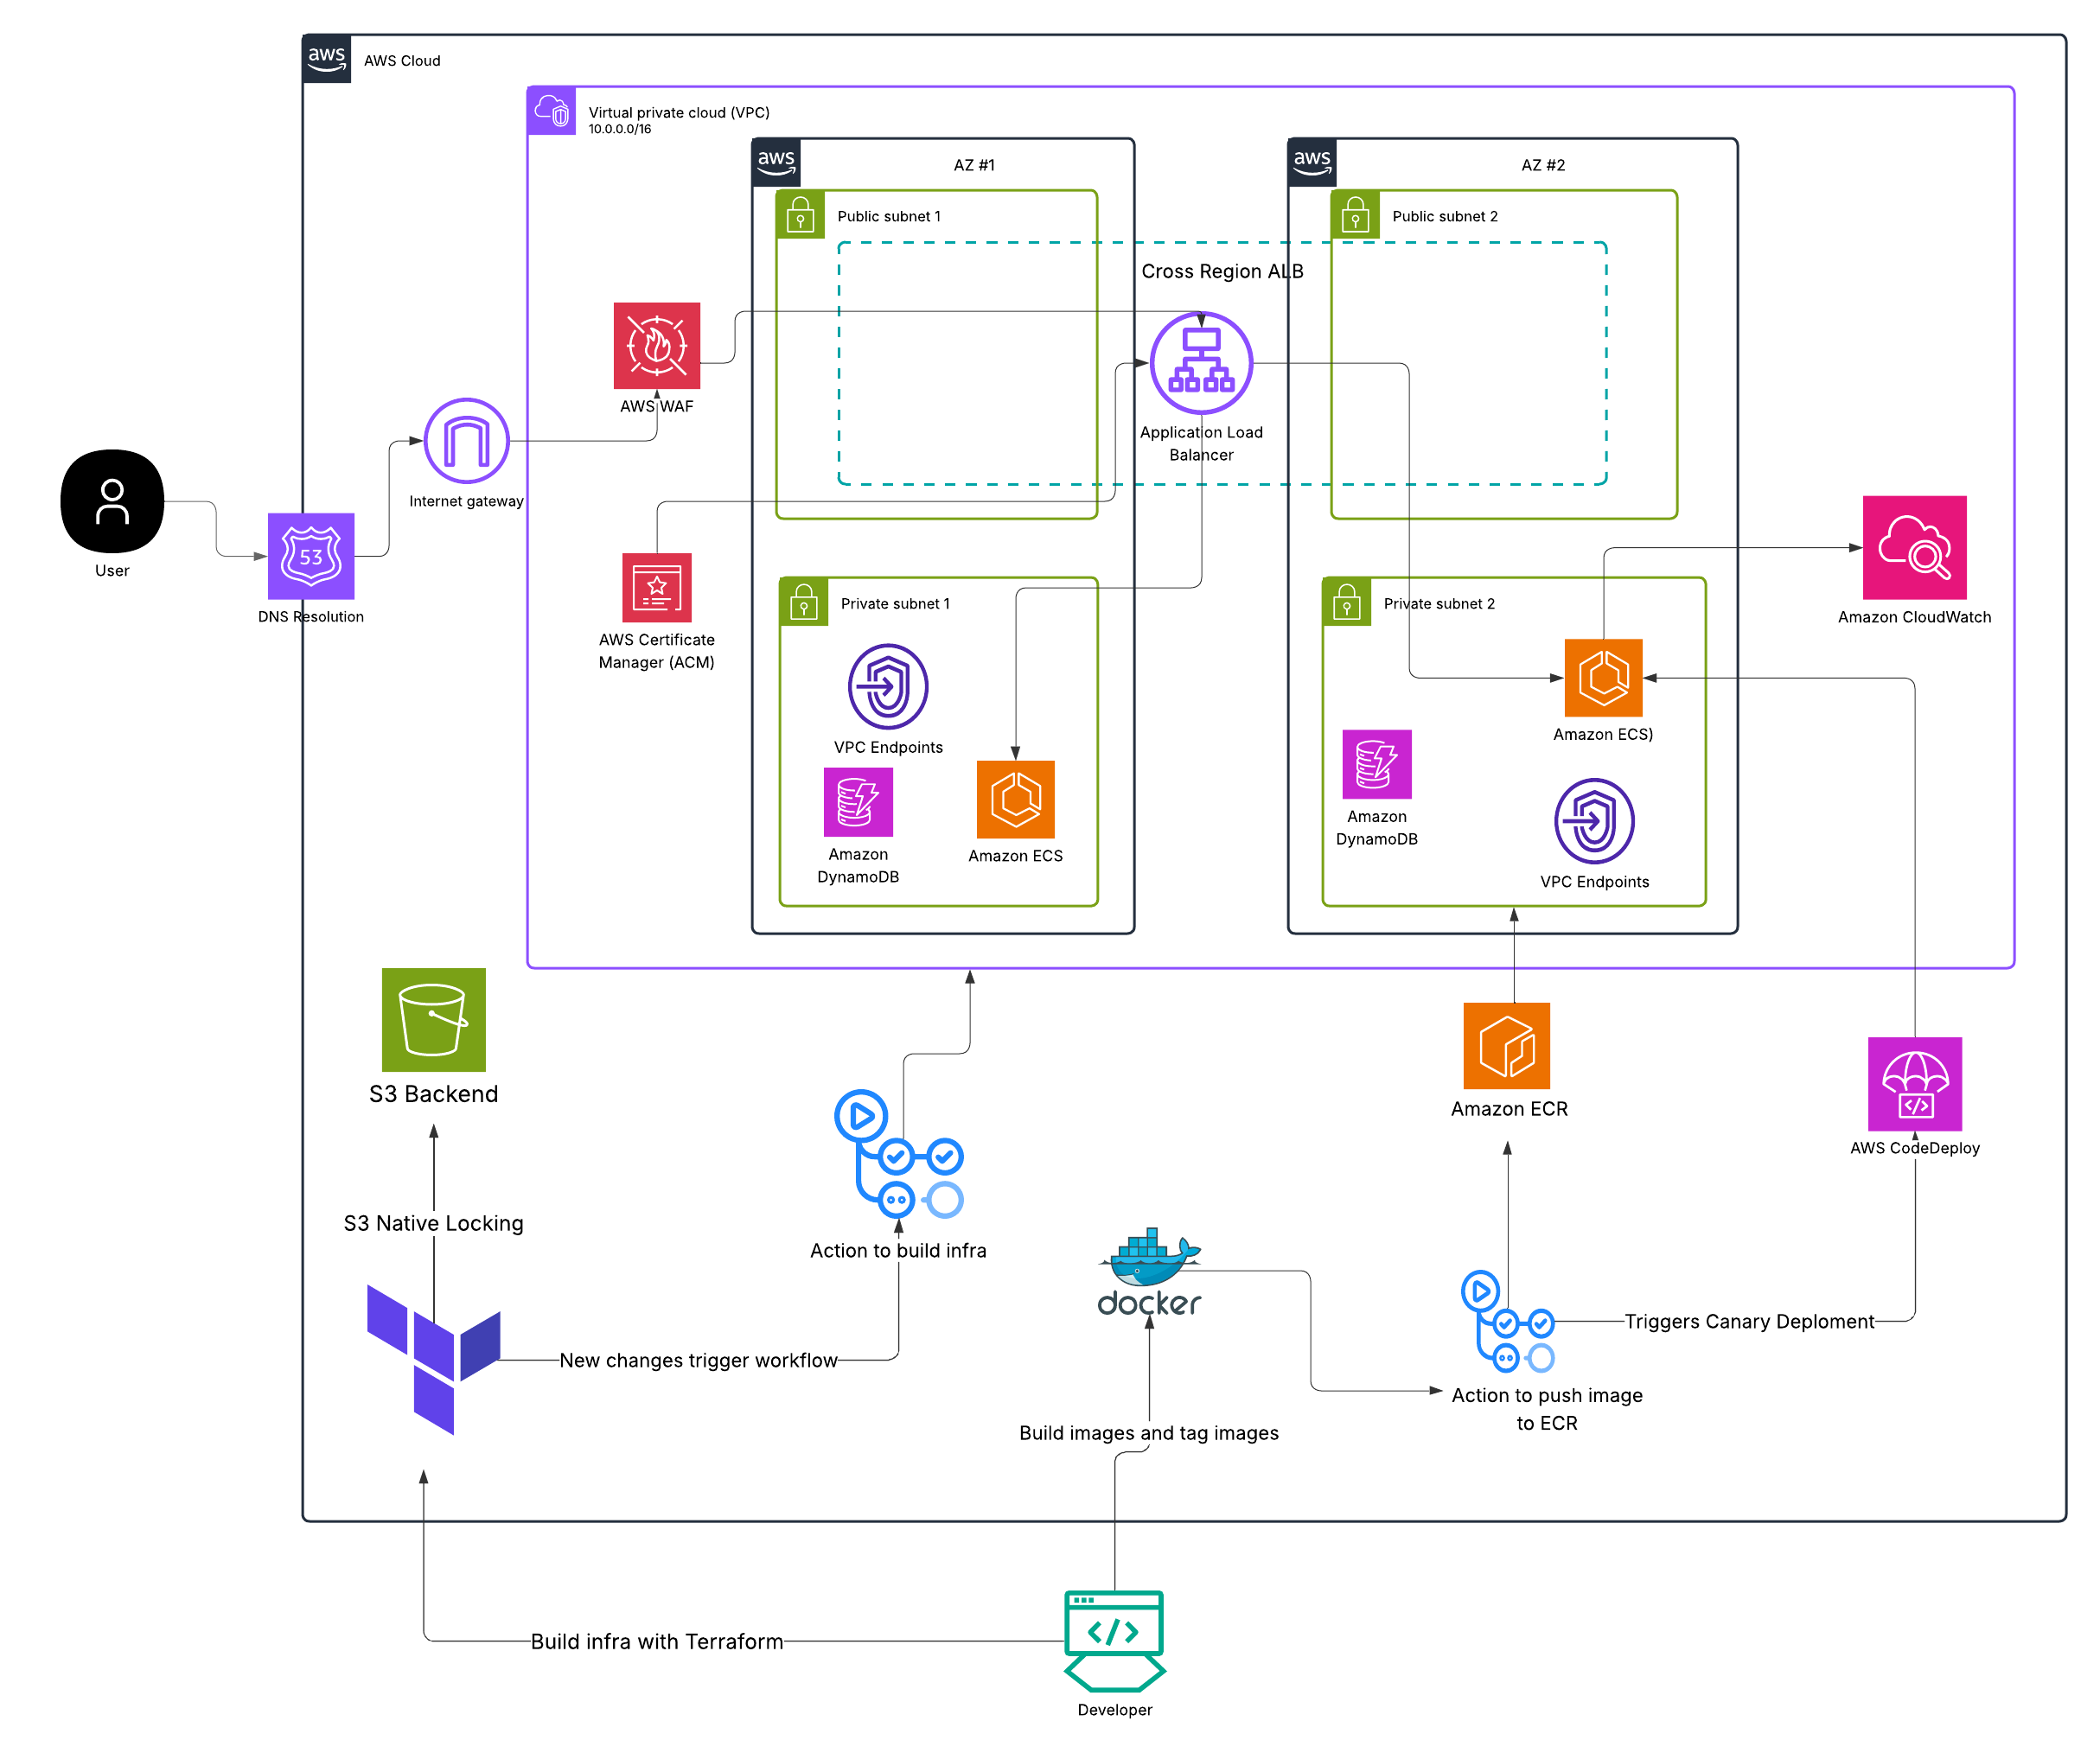 aws
AWS Cloud
Virtual private cloud (VPC)
10.0.0.0/16
aws
AZ #1
aws
AZ #2
Public subnet 1
Public subnet 2
Cross Region ALB
AWS WAF
Application Load
Balancer
Internet gateway
User
53
DNS Resolution
AWS Certificate
Manager (ACM)
Private subnet 1
Private subnet 2
Amazon CloudWatch
VPC Endpoints
Amazon ECS)
Amazon
DynamoDB
Amazon ECS
Amazon
DynamoDB
VPC Endpoints
S3 Backend
Amazon ECR
AWS CodeDeploy
S3 Native Locking
Action to build infra
docker
Triggers Canary Deploment
New changes trigger workflow
Action to push image
to ECR
Build images and tag images
Build infra with Terraform
Developer